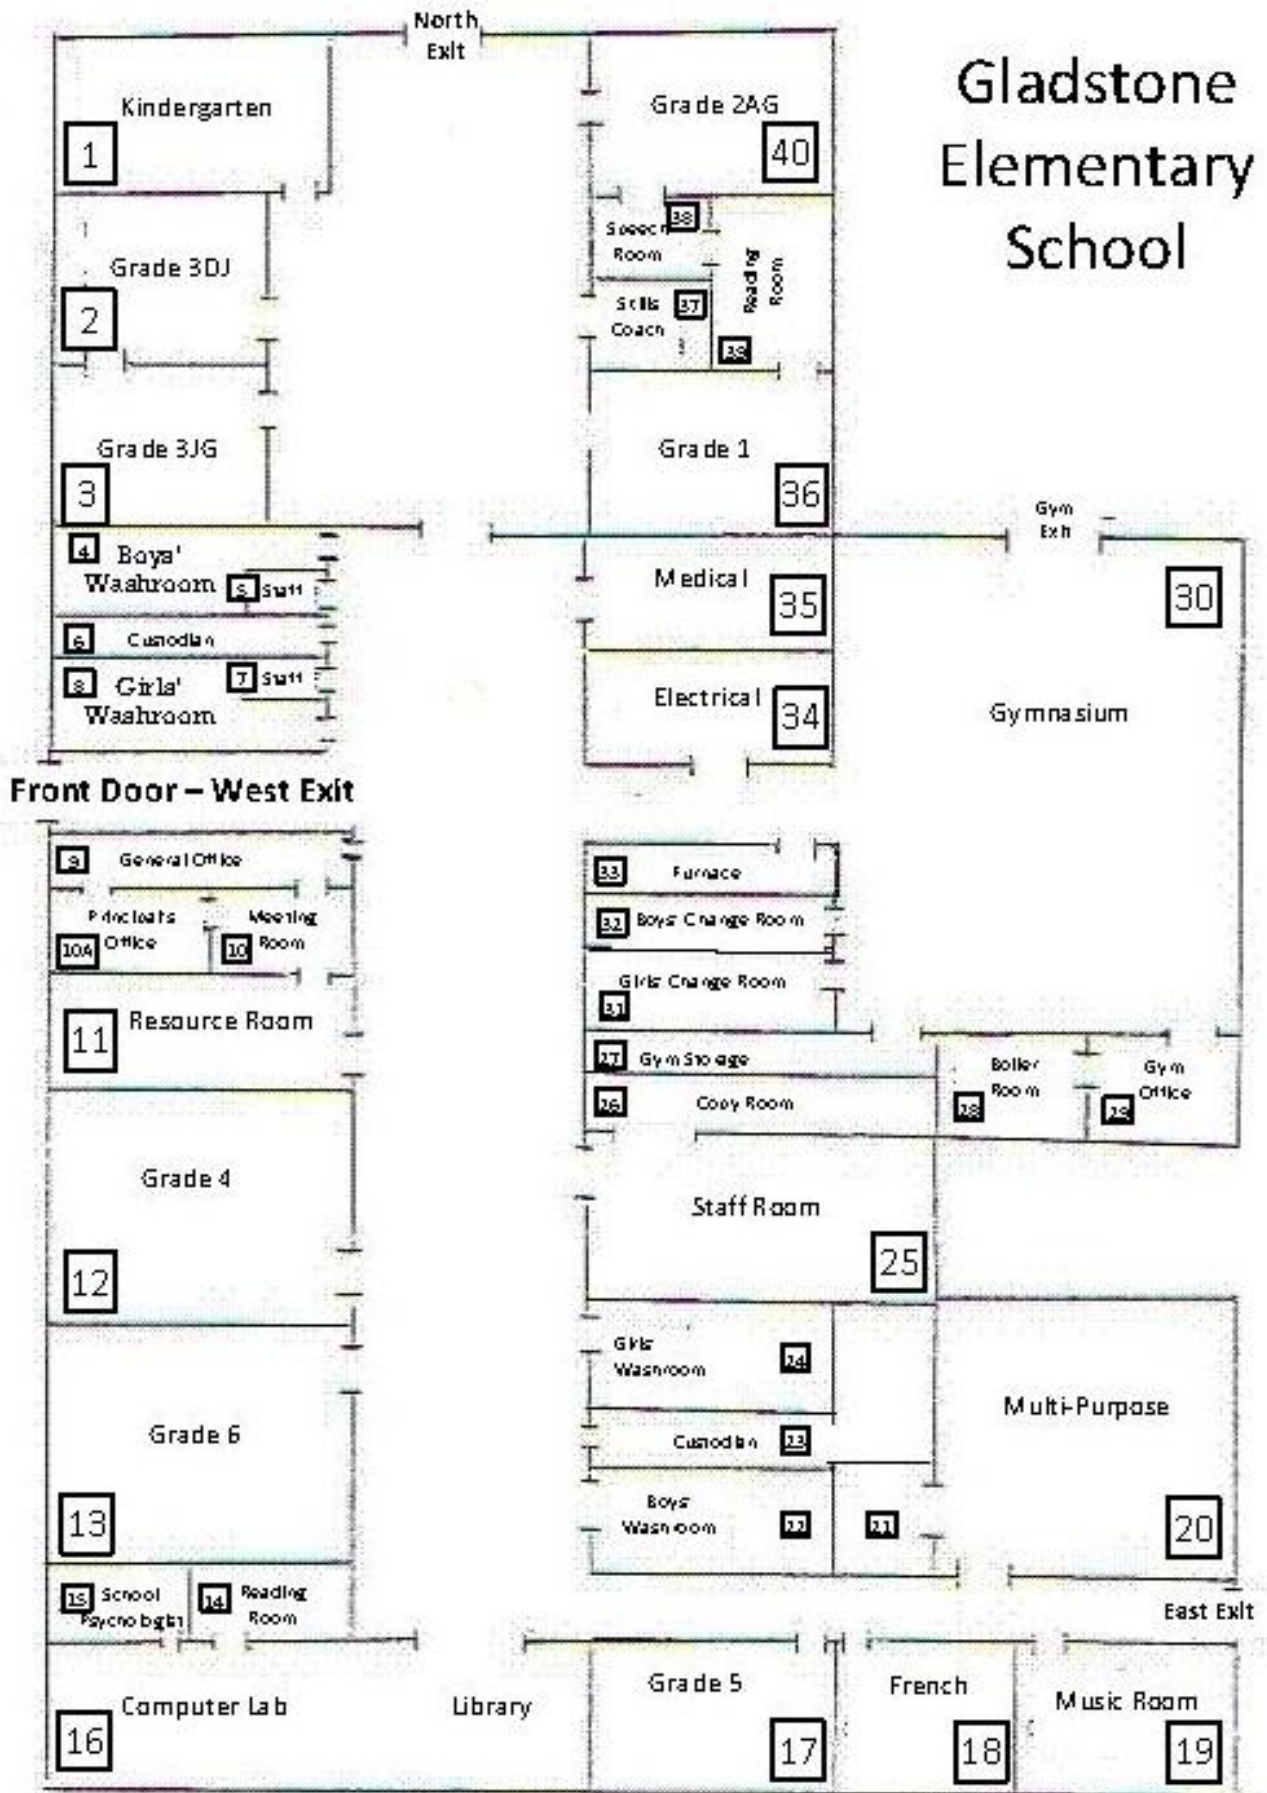 North
Exit
Gladstone
Elementary
School
Kindergarten
1
Grade 2AG
40
Grade 3DJ
2
38
Speech
Room
Reading
Room
Skills
Coach
37
Grade 3JG
3
Grade 1
36
Gym
Exit
4
Boys'
Washroom
5
Staff
6
Custodian
8
Girls'
Washroom
7
Staff
Medical
35
Electrical
34
30
Gymnasium
Front Door – West Exit
9
General Office
Principal's
Office
10A
Meeting
Room
10
11
Resource Room
33
Furnace
32
Boys' Change Room
Girls' Change Room
31
27
Gym Storage
26
Copy Room
Boiler
Room
28
Gym
Office
29
Grade 4
12
Staff Room
25
Grade 6
13
Girls'
Washroom
24
Custodian
23
Boys'
Washroom
22
21
Multi-Purpose
20
15
School
Psychologist
14
Reading
Room
East Exit
Computer Lab
16
Library
Grade 5
17
French
18
Music Room
19